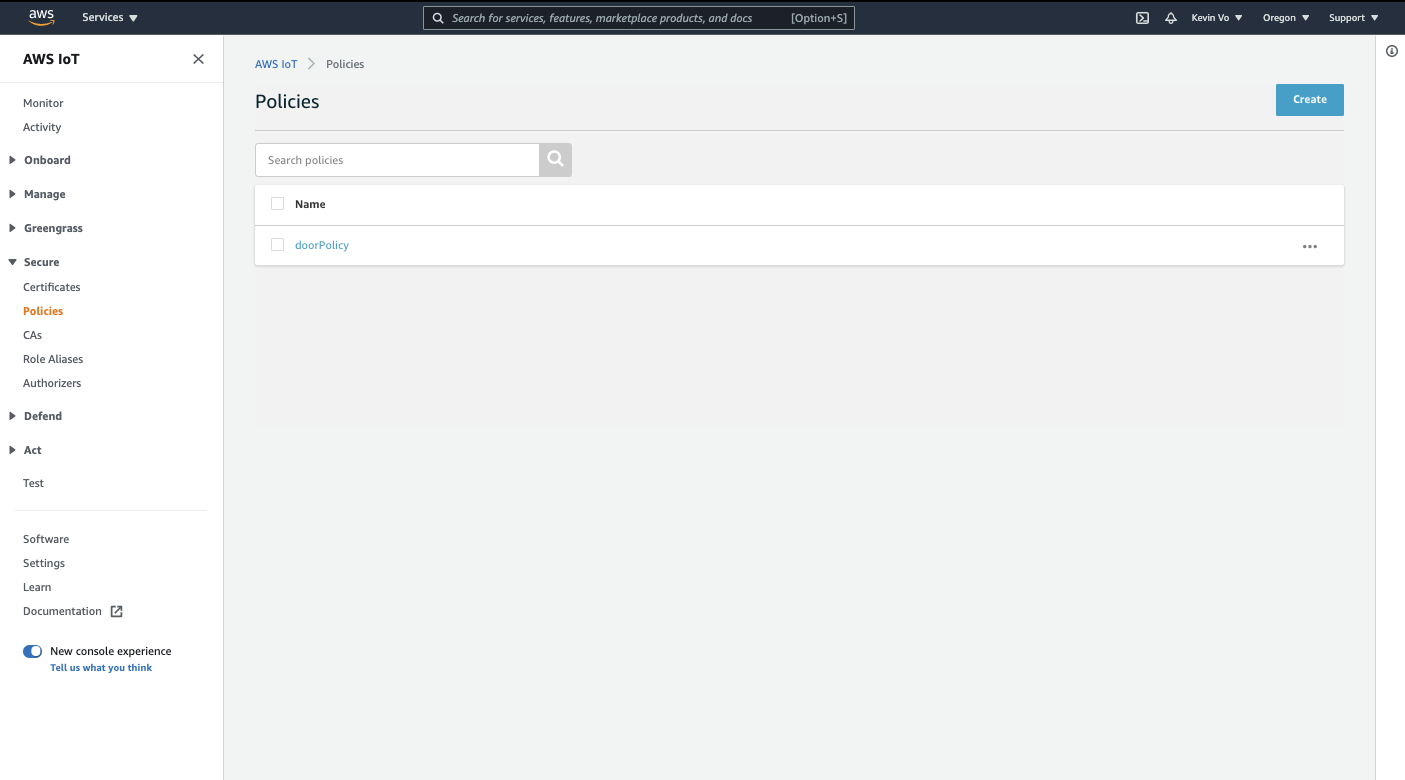 aws Services Search for services, features, marketplace products, and docs [Option+S] Kevin Vo Oregon Support
AWS IoT
Monitor
Activity
Onboard
Manage
Greengrass
Secure
Certificates
Policies
CAs
Role Aliases
Authorizers
Defend
Act
Test
Software
Settings
Learn
Documentation
New console experience
Tell us what you think
AWS IoT Policies
Policies
Create
Search policies
Name
doorPolicy